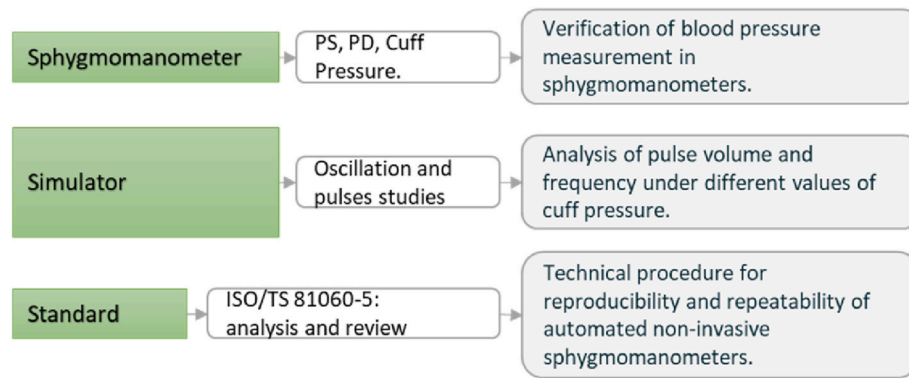 Sphygmomanometer
PS, PD, Cuff
Pressure.
Verification of blood pressure
measurement in
sphygmomanometers.
Simulator
Oscillation and
pulses studies
Analysis of pulse volume and
frequency under different values of
cuff pressure.
Standard
ISO/TS 81060-5:
analysis and review
Technical procedure for
reproducibility and repeatability of
automated non-invasive
sphygmomanometers.